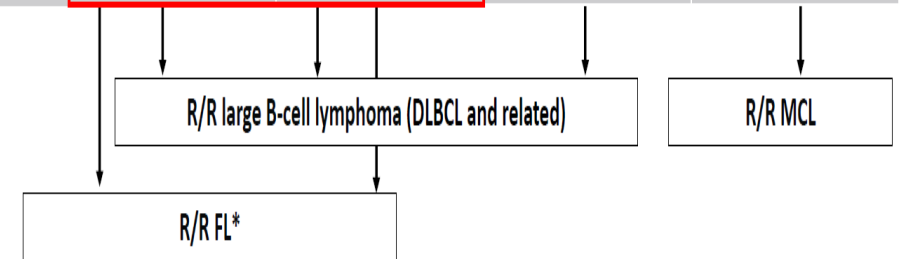 R/R large B-cell lymphoma (DLBCL and related)
R/R MCL
R/R FL*